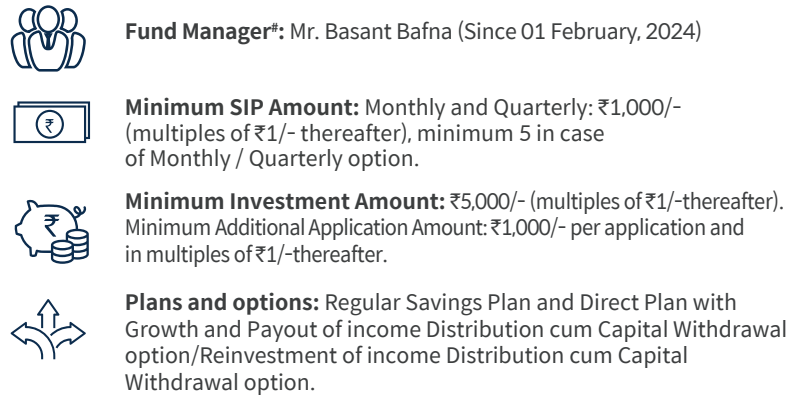 Fund Manager#: Mr. Basant Bafna (Since 01 February, 2024)
₹
Minimum SIP Amount: Monthly and Quarterly: ₹1,000/-
(multiples of ₹1/- thereafter), minimum 5 in case
of Monthly / Quarterly option.
₹
Minimum Investment Amount: ₹5,000/- (multiples of ₹1/-thereafter).
Minimum Additional Application Amount: ₹1,000/- per application and
in multiples of ₹1/-thereafter.
Plans and options: Regular Savings Plan and Direct Plan with
Growth and Payout of income Distribution cum Capital Withdrawal
option/Reinvestment of income Distribution cum Capital
Withdrawal option.